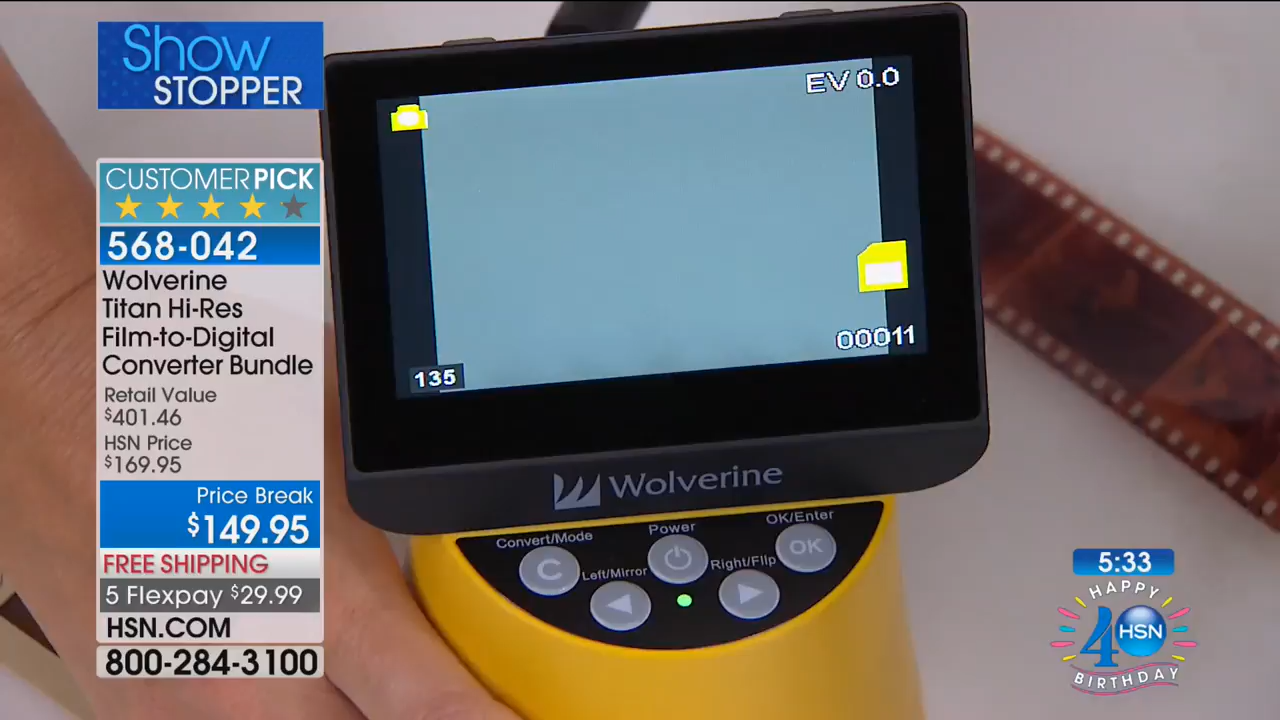 Show
STOPPER
CUSTOMER PICK
568-042
Wolverine
Titan Hi-Res
Film-to-Digital
Converter Bundle
Retail Value
$401.46
HSN Price
$169.95
Price Break
$149.95
FREE SHIPPING
5 Flexpay $29.99
HSN.COM
800-284-3100
EV 0.0
00011
135
Wolverine
Convert/Mode
Power
OK/Enter
C
OK
Left/Mirror
Right/Flip
5:33
HAPPY
40
HSN
BIRTHDAY